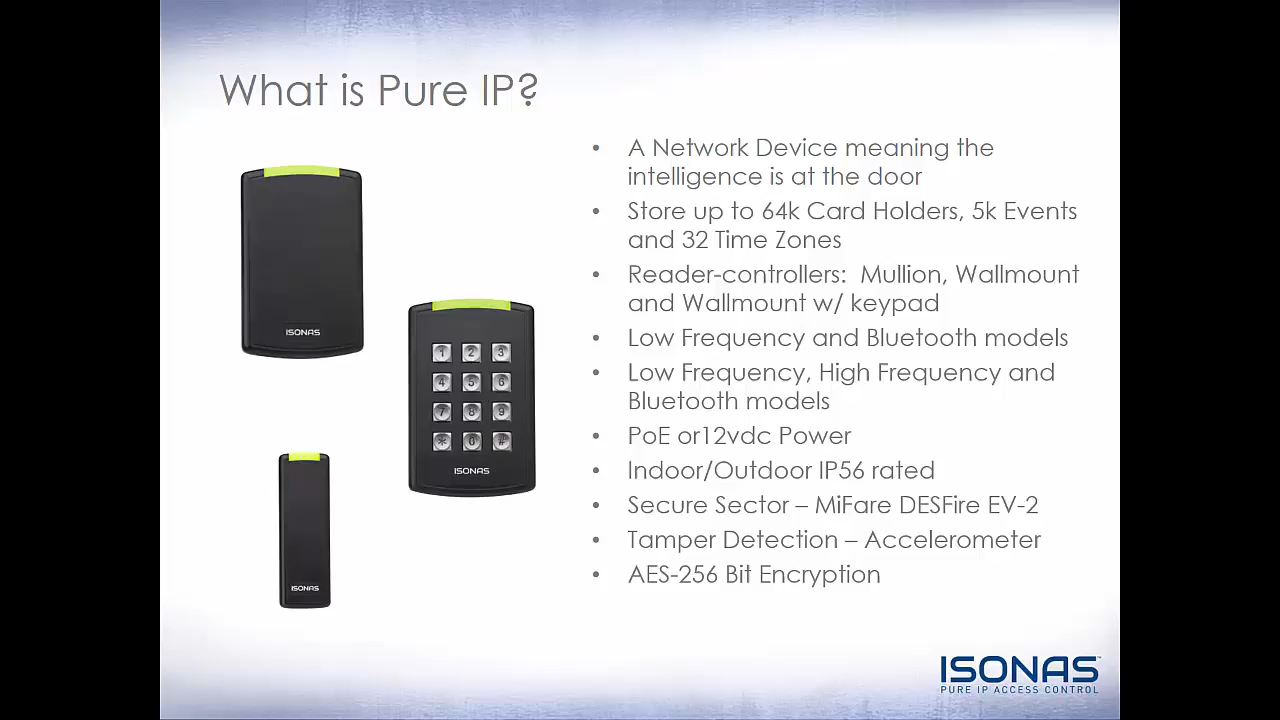 What is Pure IP?
• A Network Device meaning the
intelligence is at the door
• Store up to 64k Card Holders, 5k Events
and 32 Time Zones
• Reader-controllers:  Mullion, Wallmount
and Wallmount w/ keypad
• Low Frequency and Bluetooth models
• Low Frequency, High Frequency and
Bluetooth models
• PoE or12vdc Power
• Indoor/Outdoor IP56 rated
• Secure Sector – MiFare DESFire EV-2
• Tamper Detection – Accelerometer
• AES-256 Bit Encryption
ISONAS
1 2 3
4 5 6
7 8 9
* 0 #
ISONAS
ISONAS
ISONAS™
PURE IP ACCESS CONTROL